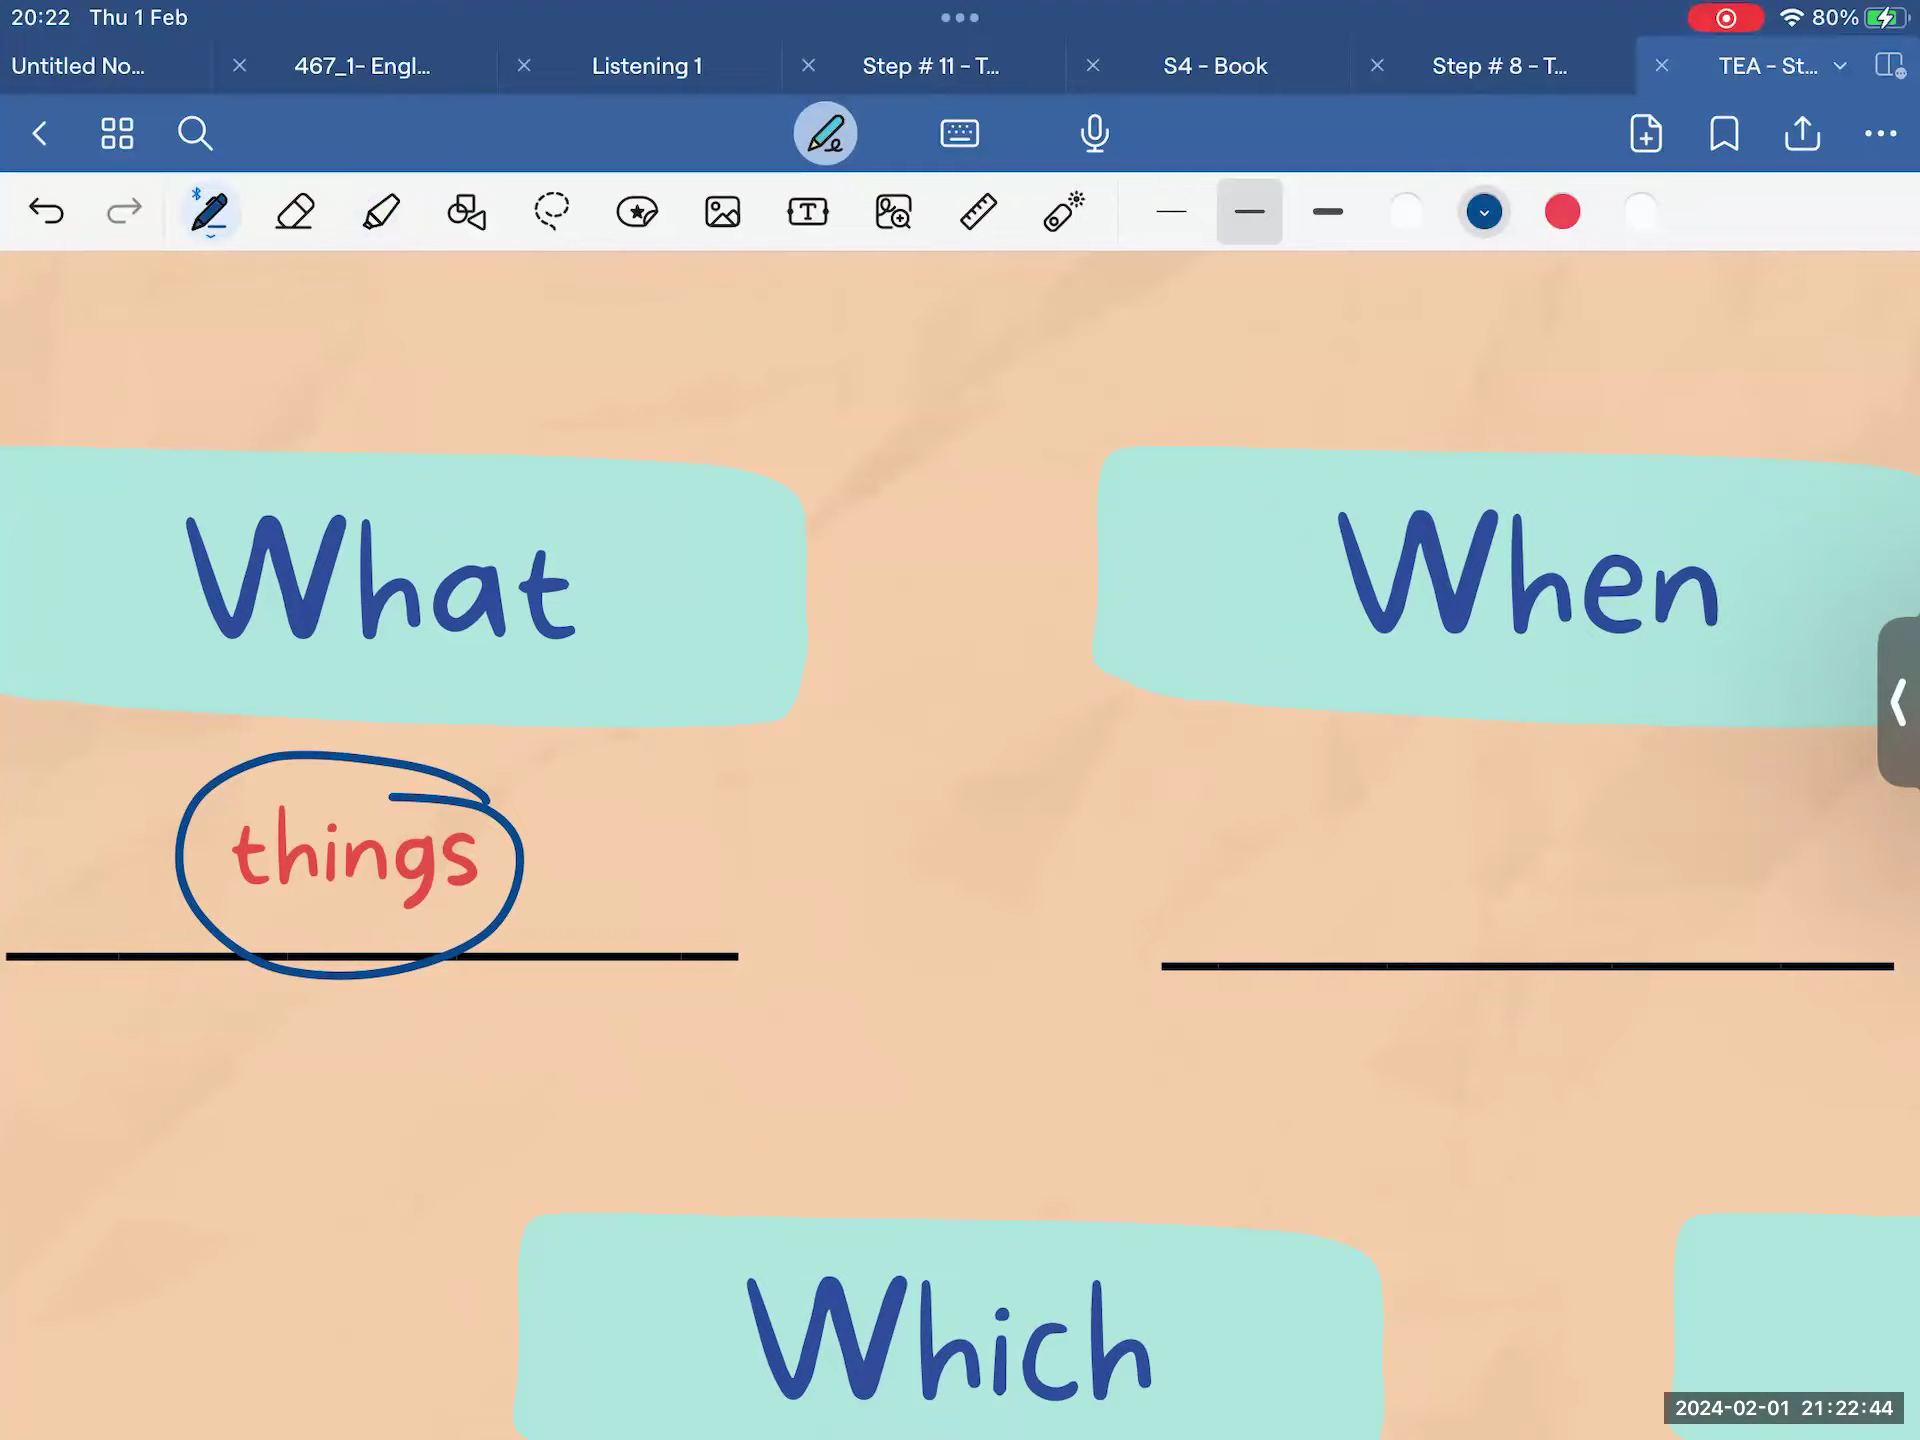 20:22 Thu 1 Feb 80%
Untitled No... 467_1- Engl... Listening 1 Step # 11 - T... S4 - Book Step # 8 - T... TEA - St...
What When
things
Which
2024-02-01 21:22:44